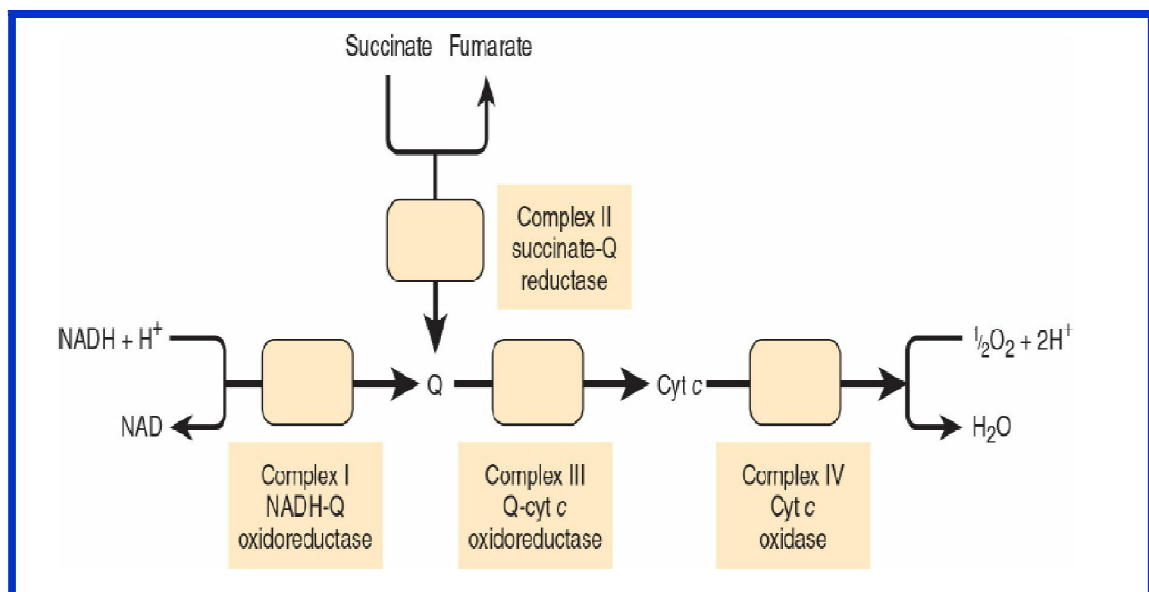 Succinate Fumarate
Complex II
succinate-Q
reductase
NADH + H⁺
½O₂ + 2H⁺
Q
Cyt c
NAD
H₂O
Complex I
NADH-Q
oxidoreductase
Complex III
Q-cyt c
oxidoreductase
Complex IV
Cyt c
oxidase